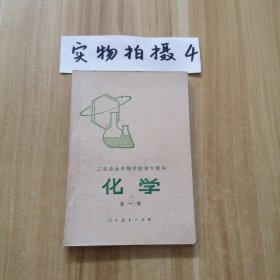 实物拍摄4
工农业余中等学校初中课本
化学
全一册
人民教育出版社